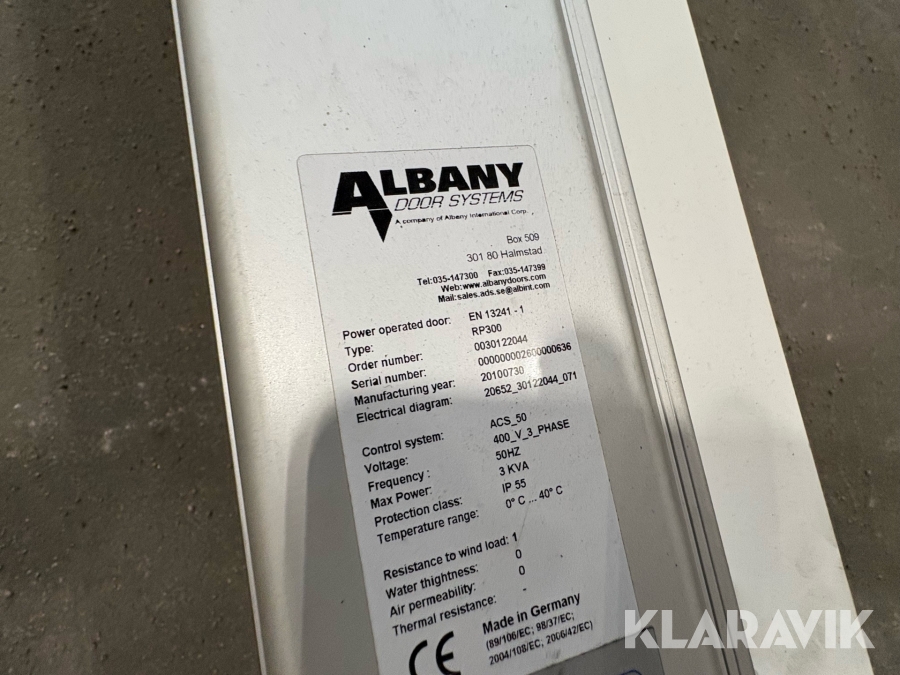 ALBANY
DOOR SYSTEMS
A company of Albany International Corp.
Box 509
301 80 Halmstad
Tel:035-147300 Fax:035-147399
Web:www.albanydoors.com
Mail:sales.ads.se@albint.com
Power operated door: EN 13241 - 1
Type: RP300
Order number: 0030122044
Serial number: 000000002600000636
Manufacturing year: 20100730
Electrical diagram: 20652_30122044_071
Control system: ACS_50
Voltage: 400_V_3_PHASE
Frequency : 50HZ
Max Power: 3 KVA
Protection class: IP 55
Temperature range: 0° C ... 40° C
Resistance to wind load: 1
Water thightness: 0
Air permeability: 0
Thermal resistance: -
CE
Made in Germany
(89/106/EC; 98/37/EC;
2004/108/EC; 2006/42/EC)
KLARAVIK